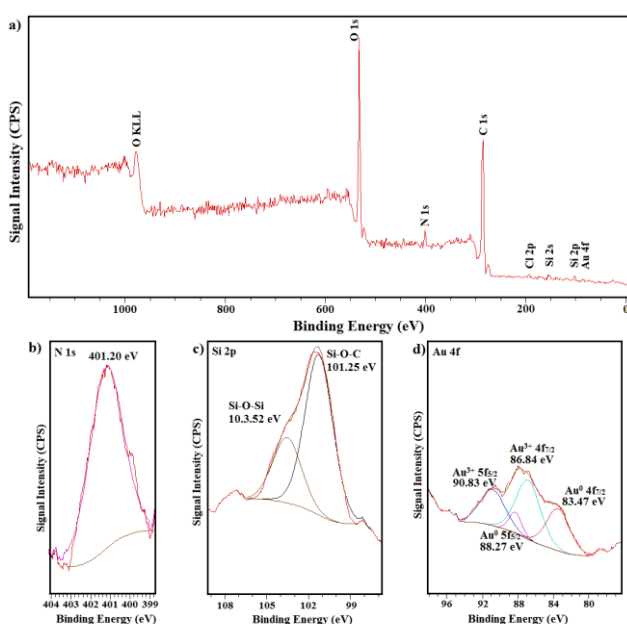 a)
Signal Intensity (CPS)
O KLL
O 1s
N 1s
C 1s
Cl 2p
Si 2s
Si 2p
Au 4f
1000 800 600 400 200 0
Binding Energy (eV)
b) N 1s
401.20 eV
Signal Intensity (CPS)
404 403 402 401 400 399 398
Binding Energy (eV)
c) Si 2p
Si-O-C
101.25 eV
Si-O-Si
10.3.52 eV
Signal Intensity (CPS)
108 105 102 99
Binding Energy (eV)
d) Au 4f
Au3+ 4f7/2
86.84 eV
Au3+ 5f5/2
90.83 eV
Au0 4f7/2
83.47 eV
Au0 5f5/2
88.27 eV
Signal Intensity (CPS)
96 92 88 84 80
Binding Energy (eV)